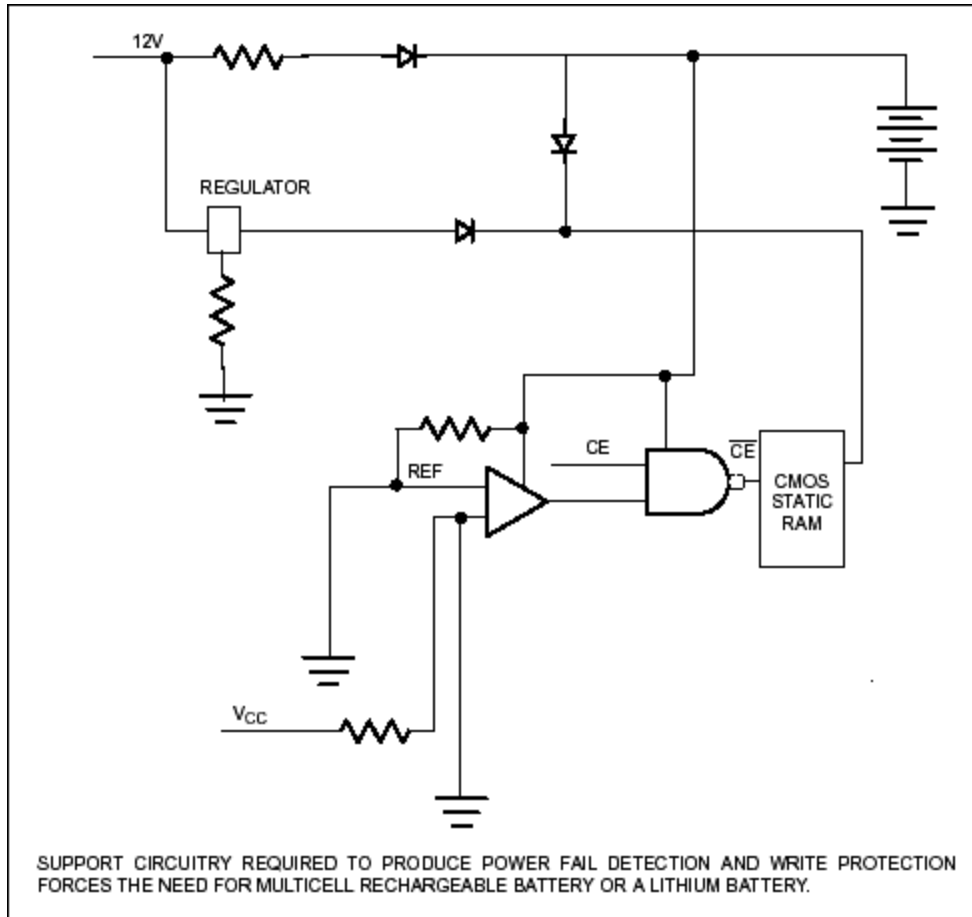 12V
REGULATOR
REF
CE
CE
CMOS
STATIC
RAM
VCC
SUPPORT CIRCUITRY REQUIRED TO PRODUCE POWER FAIL DETECTION AND WRITE PROTECTION
FORCES THE NEED FOR MULTICELL RECHARGEABLE BATTERY OR A LITHIUM BATTERY.